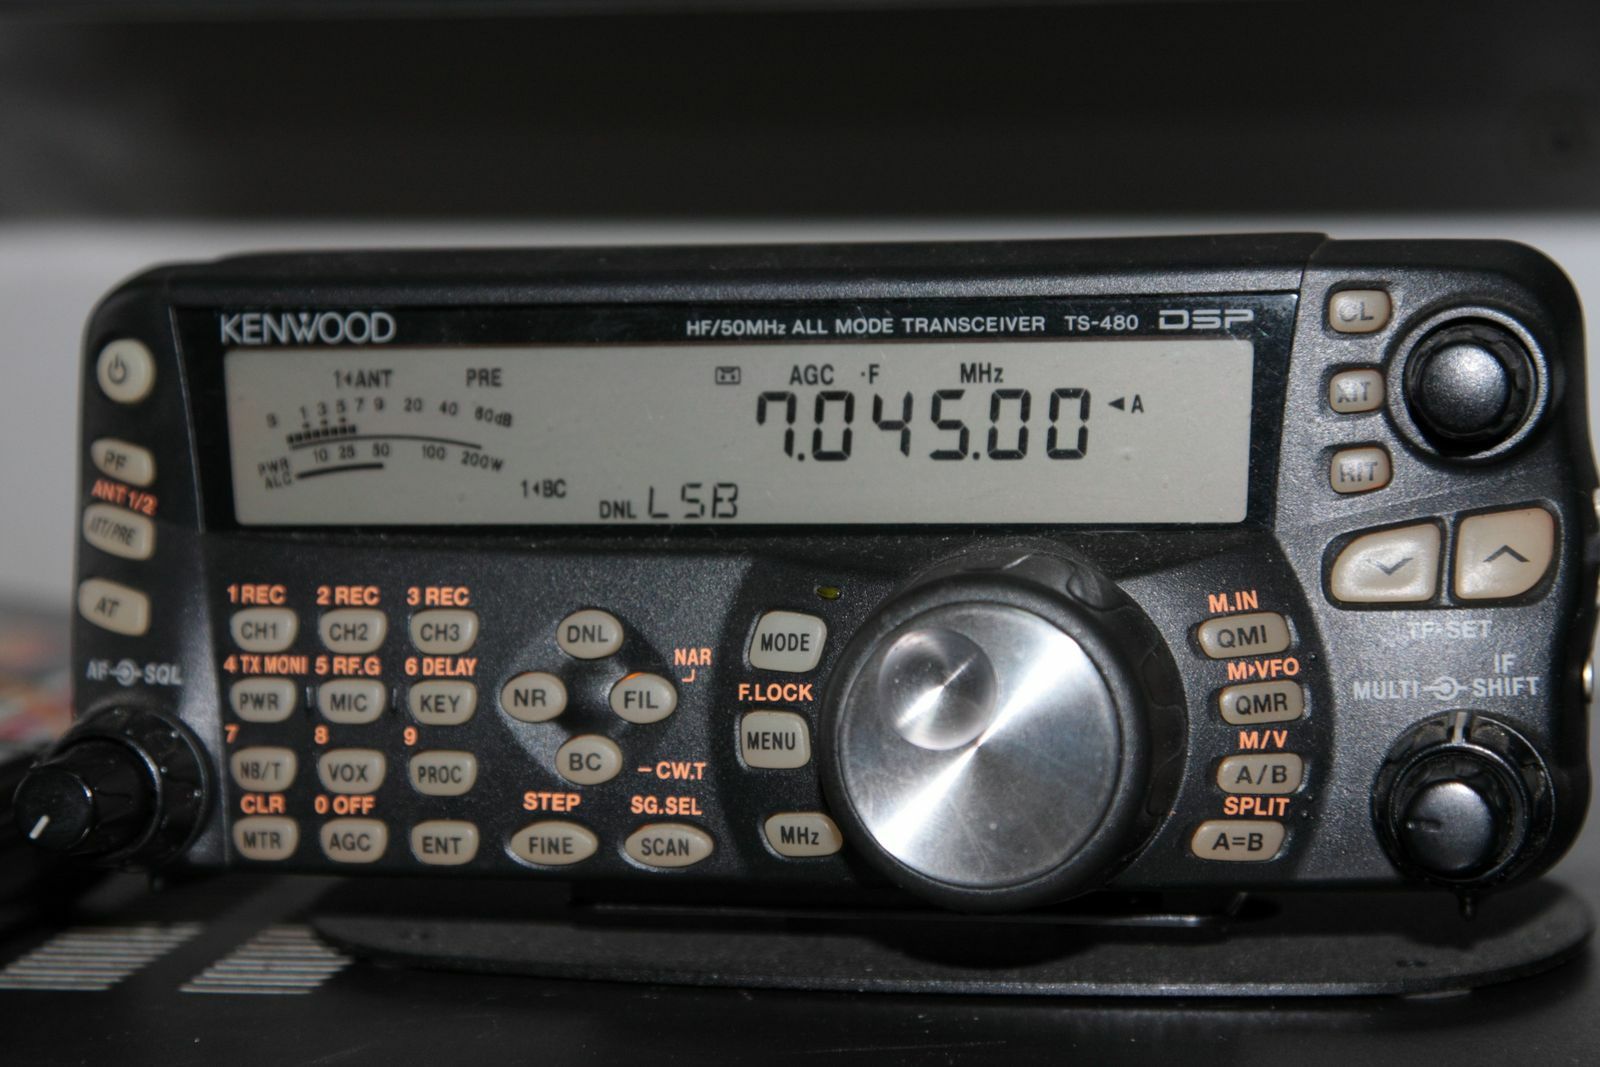 KENWOOD
HF/50MHz ALL MODE TRANSCEIVER TS-480 DSP
1◂ANT PRE
AGC ·F MHz
S 1 3 5 7 9 20 40 60dB
7.045.00 ◀A
PWR 10 25 50 100 200W
ALC
1◂BC
DNL LSB
CL
XIT
RIT
PF
ANT 1/2
ATT/PRE
AT
AF SQL
1 REC 2 REC 3 REC
CH1 CH2 CH3
4 TX MONI 5 RF.G 6 DELAY
PWR MIC KEY
7 8 9
NB/T VOX PROC
CLR 0 OFF
MTR AGC ENT
DNL
NAR
NR FIL
BC
–CW.T
STEP SG.SEL
FINE SCAN
MODE
F.LOCK
MENU
MHz
M.IN
QMI
M▸VFO
QMR
M/V
A/B
SPLIT
A=B
TF-SET
IF
MULTI SHIFT